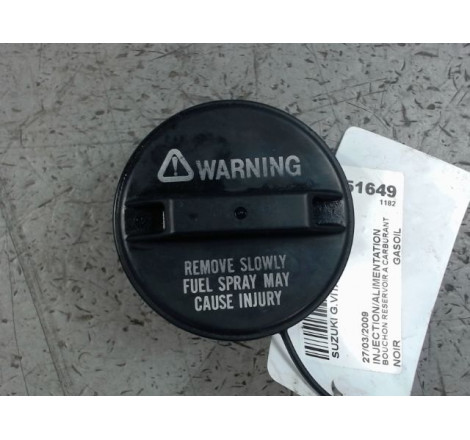 WARNING
REMOVE SLOWLY
FUEL SPRAY MAY
CAUSE INJURY
51649
1182
SUZUKI G.VIT
27/03/2009
INJECTION/ALIMENTATION
BOUCHON RESERVOIR A CARBURANT
NOIR GASOIL